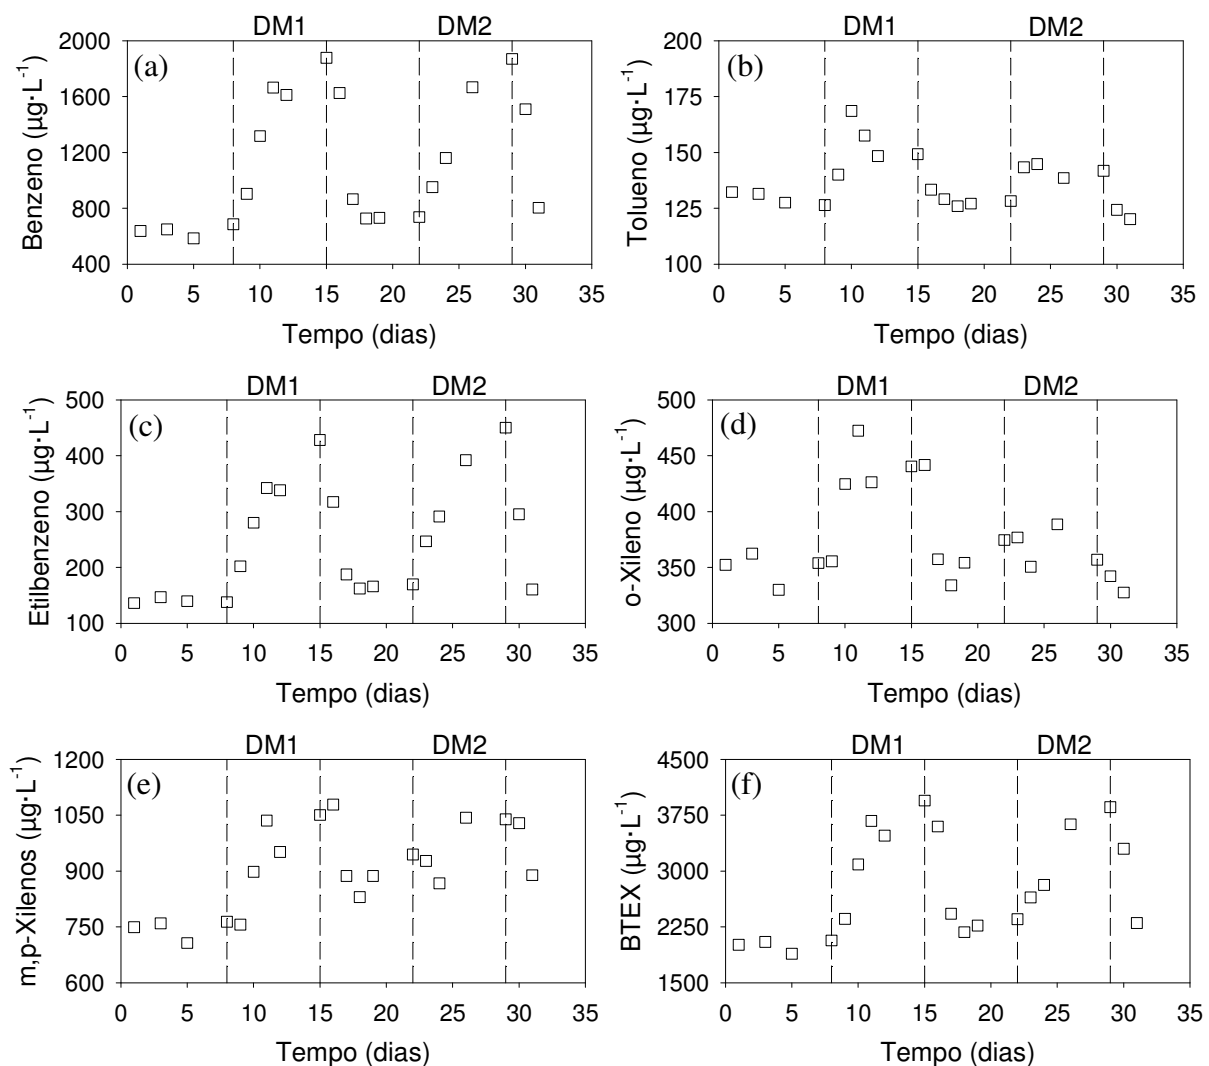 DM1 DM2
(a)
Benzeno (µg·L-1)
2000
1600
1200
800
400
0 5 10 15 20 25 30 35
Tempo (dias)
DM1 DM2
(b)
Tolueno (µg·L-1)
200
175
150
125
100
0 5 10 15 20 25 30 35
Tempo (dias)
DM1 DM2
(c)
Etilbenzeno (µg·L-1)
500
400
300
200
100
0 5 10 15 20 25 30 35
Tempo (dias)
(d)
o-Xileno (µg·L-1)
500
450
400
350
300
0 5 10 15 20 25 30 35
Tempo (dias)
DM1 DM2
DM1 DM2
(e)
m,p-Xilenos (µg·L-1)
1200
1050
900
750
600
0 5 10 15 20 25 30 35
Tempo (dias)
DM1 DM2
(f)
BTEX (µg·L-1)
4500
3750
3000
2250
1500
0 5 10 15 20 25 30 35
Tempo (dias)